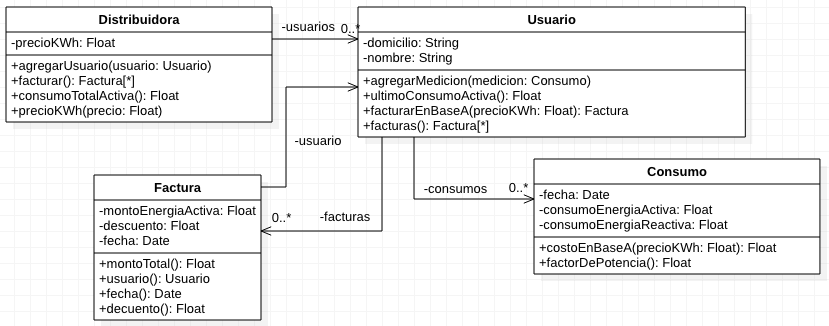 Distribuidora
-precioKWh: Float
+agregarUsuario(usuario: Usuario)
+facturar(): Factura[*]
+consumoTotalActiva(): Float
+precioKWh(precio: Float)
-usuarios
0..*
Usuario
-domicilio: String
-nombre: String
+agregarMedicion(medicion: Consumo)
+ultimoConsumoActiva(): Float
+facturarEnBaseA(precioKWh: Float): Factura
+facturas(): Factura[*]
-usuario
-facturas
0..*
-consumos
0..*
Factura
-montoEnergiaActiva: Float
-descuento: Float
-fecha: Date
+montoTotal(): Float
+usuario(): Usuario
+fecha(): Date
+decuento(): Float
Consumo
-fecha: Date
-consumoEnergiaActiva: Float
-consumoEnergiaReactiva: Float
+costoEnBaseA(precioKWh: Float): Float
+factorDePotencia(): Float